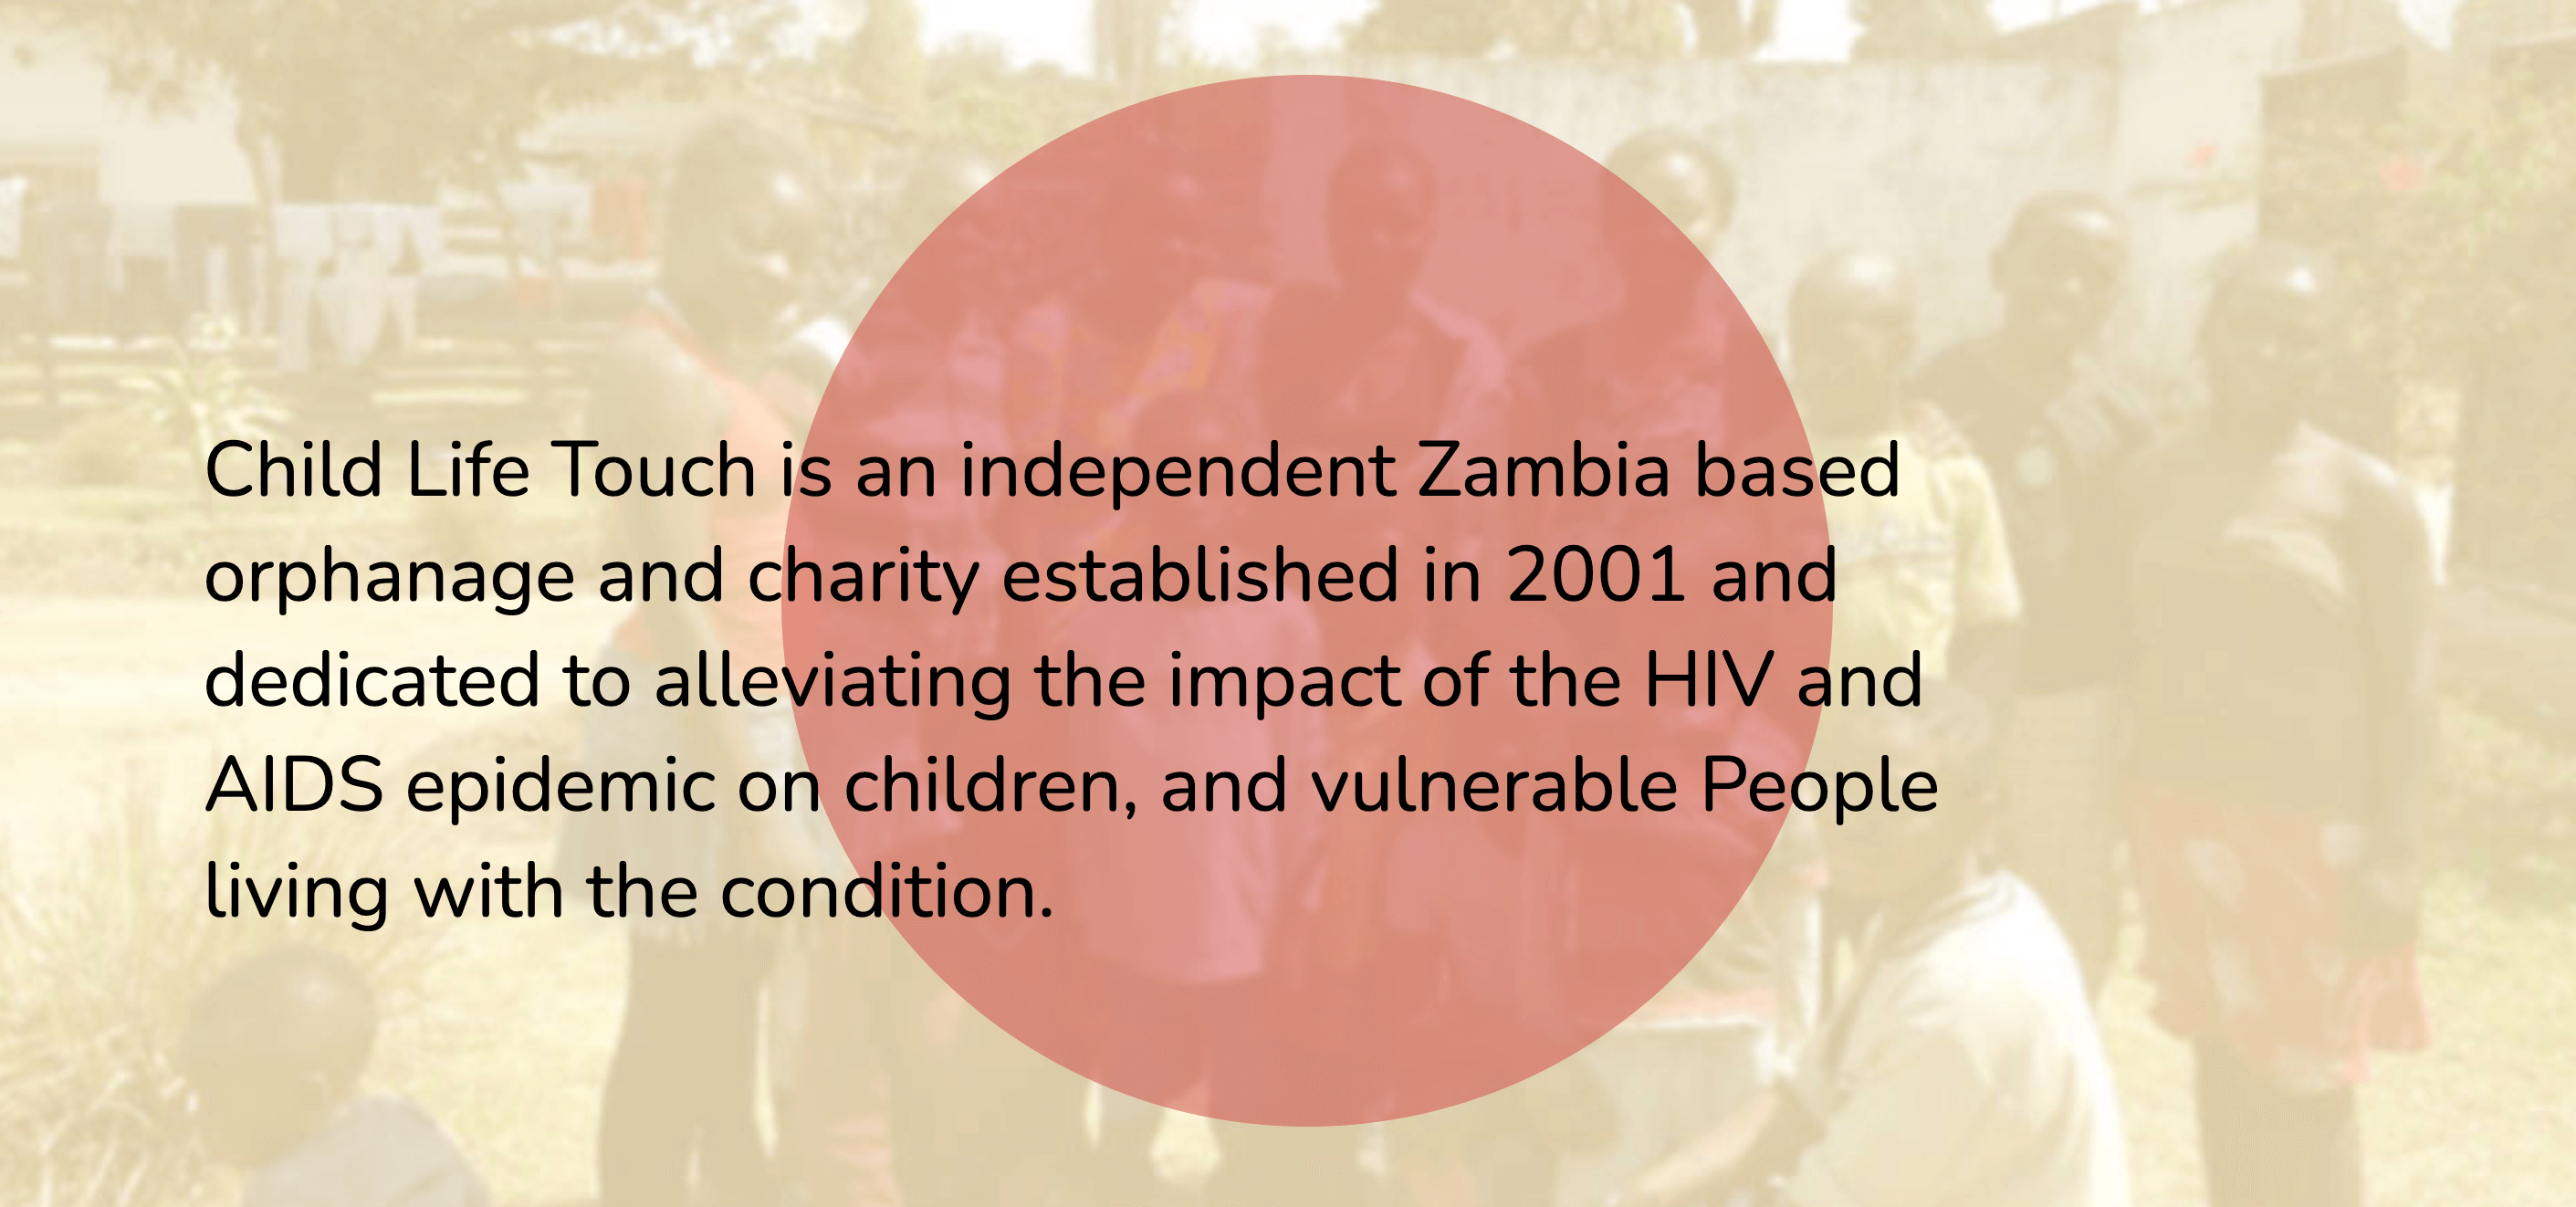 Child Life Touch is an independent Zambia based
orphanage and charity established in 2001 and
dedicated to alleviating the impact of the HIV and
AIDS epidemic on children, and vulnerable People
living with the condition.